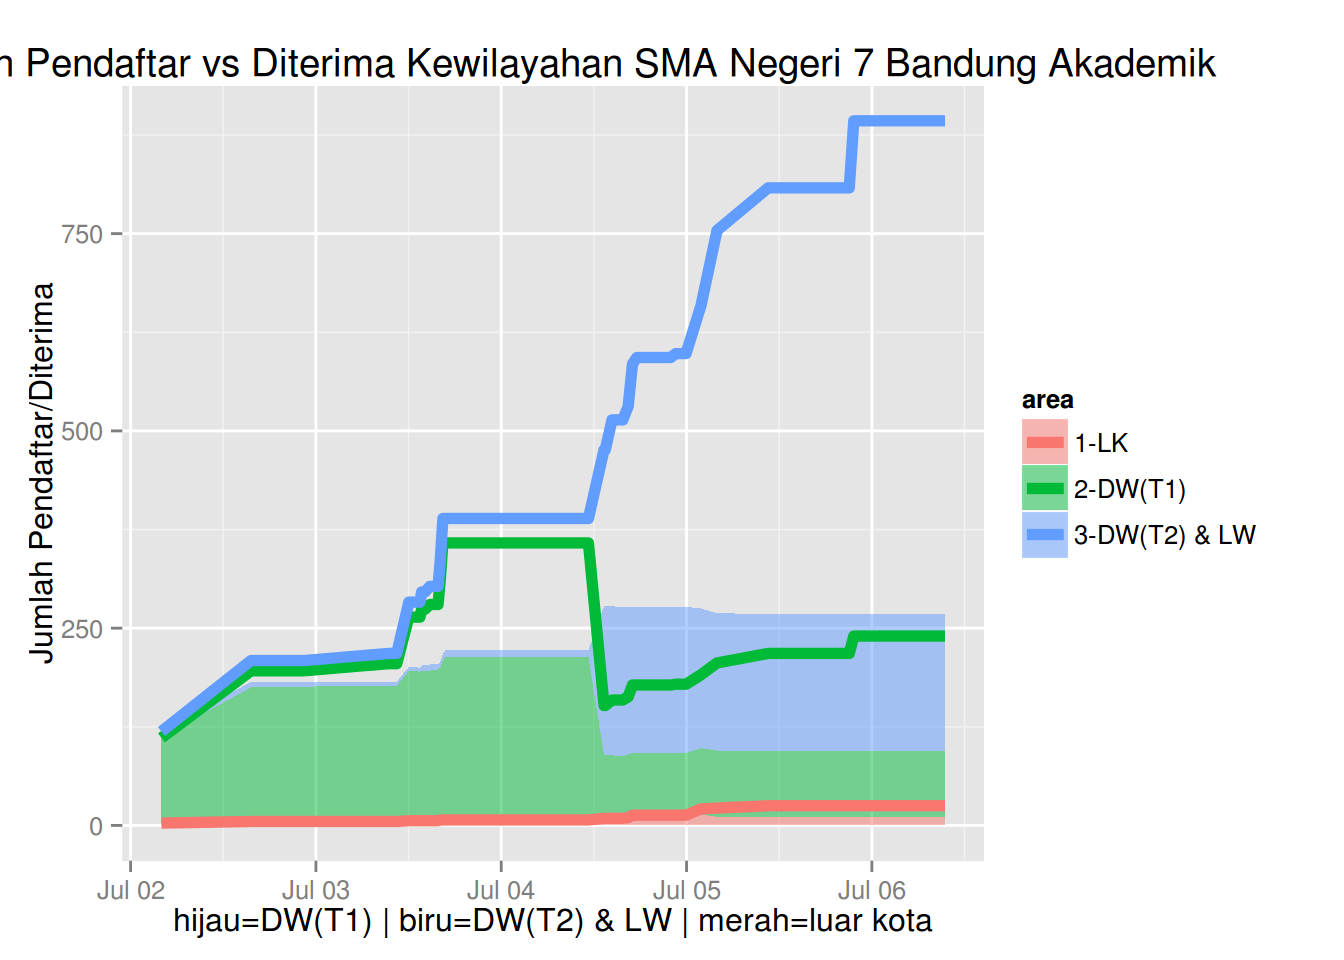 Pendaftar vs Diterima Kewilayahan SMA Negeri 7 Bandung Akademik
Jumlah Pendaftar/Diterima
750
500
250
0
Jul 02 Jul 03 Jul 04 Jul 05 Jul 06
hijau=DW(T1) | biru=DW(T2) & LW | merah=luar kota
area
1-LK
2-DW(T1)
3-DW(T2) & LW